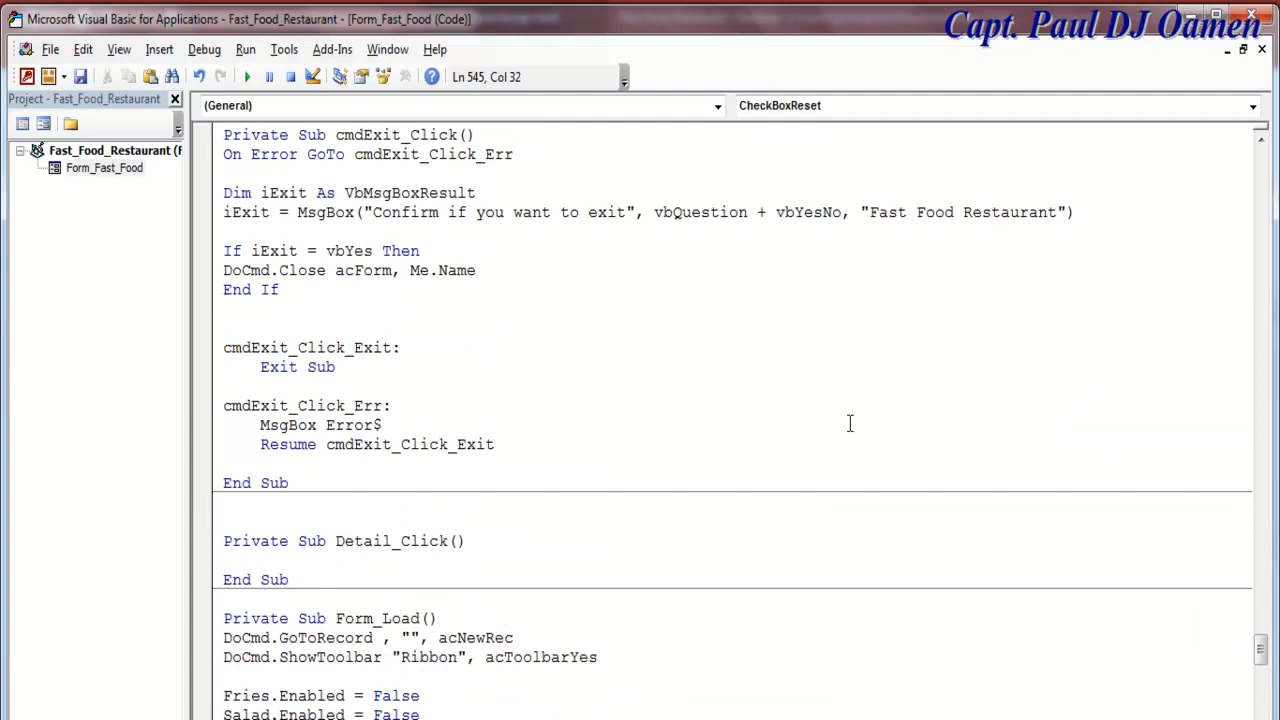 Microsoft Visual Basic for Applications - Fast_Food_Restaurant - [Form_Fast_Food (Code)]
Capt. Paul DJ Oamen
File Edit View Insert Debug Run Tools Add-Ins Window Help
Ln 545, Col 32
Project - Fast_Food_Restaurant
(General) CheckBoxReset
Fast_Food_Restaurant (F
Form_Fast_Food
Private Sub cmdExit_Click()
On Error GoTo cmdExit_Click_Err
Dim iExit As VbMsgBoxResult
iExit = MsgBox("Confirm if you want to exit", vbQuestion + vbYesNo, "Fast Food Restaurant")
If iExit = vbYes Then
DoCmd.Close acForm, Me.Name
End If
cmdExit_Click_Exit:
Exit Sub
cmdExit_Click_Err:
MsgBox Error$
Resume cmdExit_Click_Exit
End Sub
Private Sub Detail_Click()
End Sub
Private Sub Form_Load()
DoCmd.GoToRecord , "", acNewRec
DoCmd.ShowToolbar "Ribbon", acToolbarYes
Fries.Enabled = False
Salad.Enabled = False